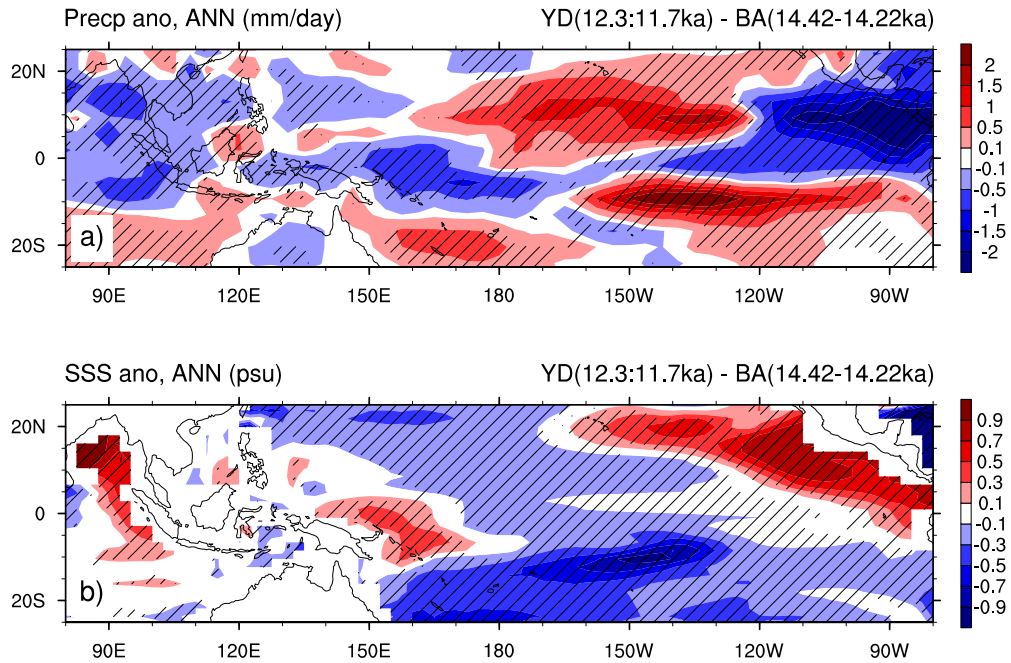 Precp ano, ANN (mm/day) YD(12.3:11.7ka) - BA(14.42-14.22ka)
20N
0
20S
a)
90E 120E 150E 180 150W 120W 90W
2
1
0.5
0.1
-0.1
-0.5
-1
-2
SSS ano, ANN (psu) YD(12.3:11.7ka) - BA(14.42-14.22ka)
20N
0
20S
b)
90E 120E 150E 180 150W 120W 90W
0.9
0.7
0.5
0.3
0.1
-0.1
-0.3
-0.5
-0.7
-0.9